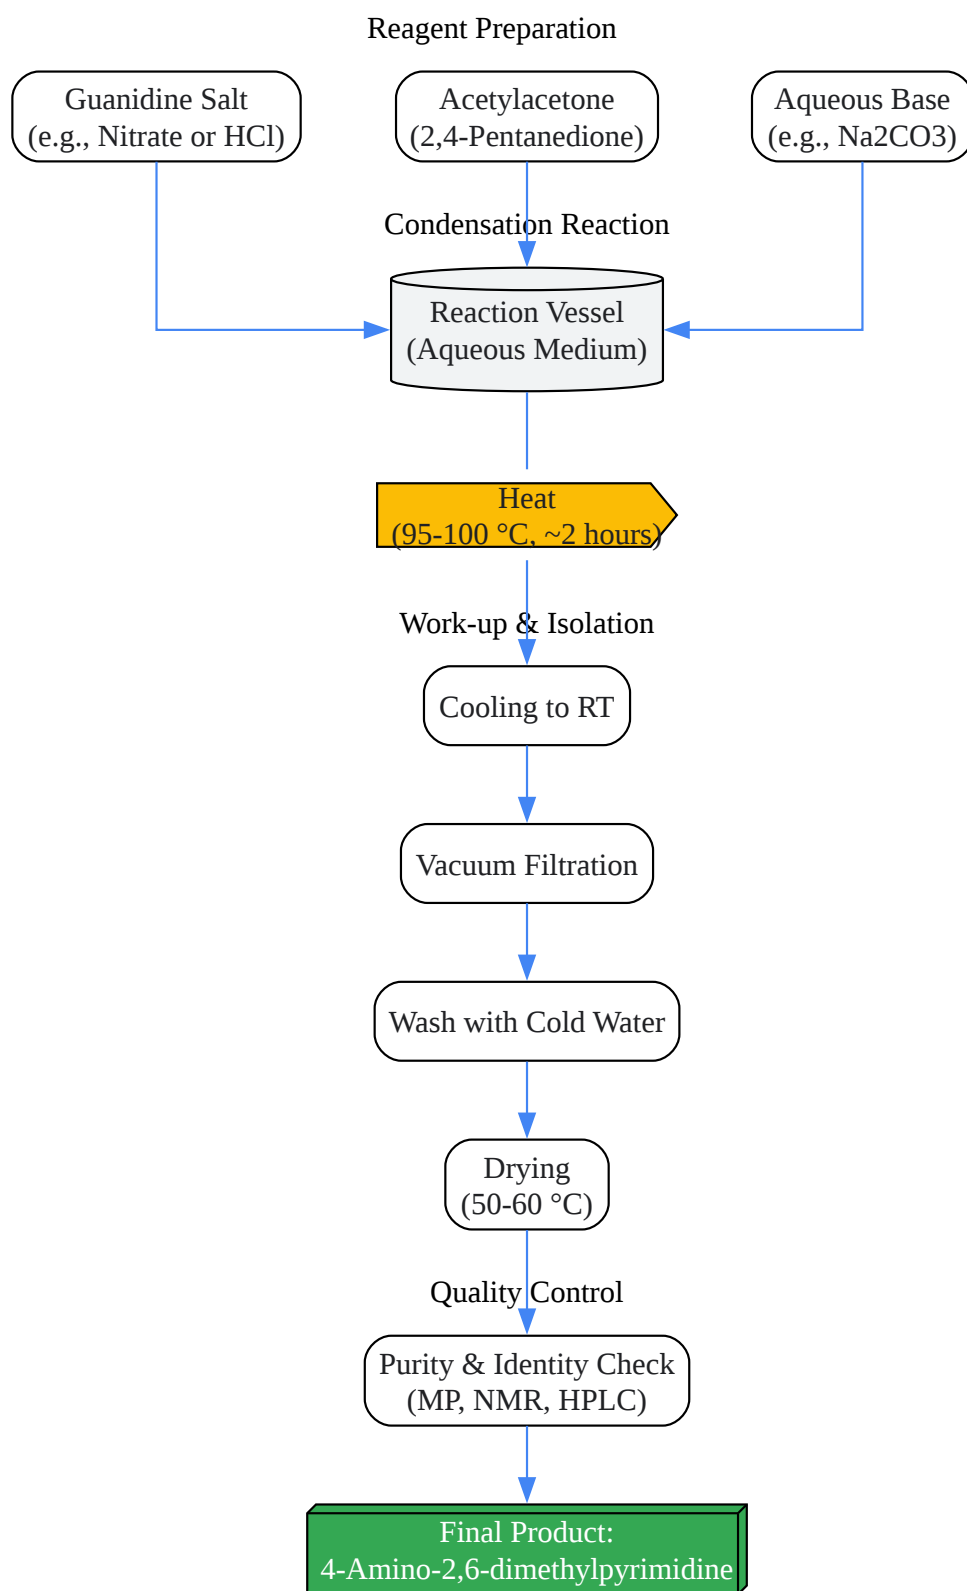 Reagent Preparation
Guanidine Salt
(e.g., Nitrate or HCl)
Acetylacetone
(2,4-Pentanedione)
Aqueous Base
(e.g., Na2CO3)
Condensation Reaction
Reaction Vessel
(Aqueous Medium)
Heat
(95-100 °C, ~2 hours)
Work-up & Isolation
Cooling to RT
Vacuum Filtration
Wash with Cold Water
Drying
(50-60 °C)
Quality Control
Purity & Identity Check
(MP, NMR, HPLC)
Final Product:
4-Amino-2,6-dimethylpyrimidine